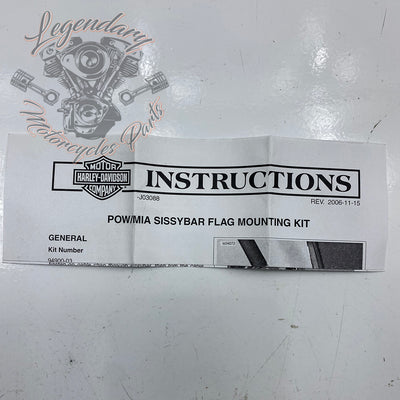 Legendary
Motorcycles Parts
MOTOR
HARLEY-DAVIDSON
COMPANY
INSTRUCTIONS
-J03088
REV. 2006-11-15
POW/MIA SISSYBAR FLAG MOUNTING KIT
GENERAL
Kit Number
94900-03